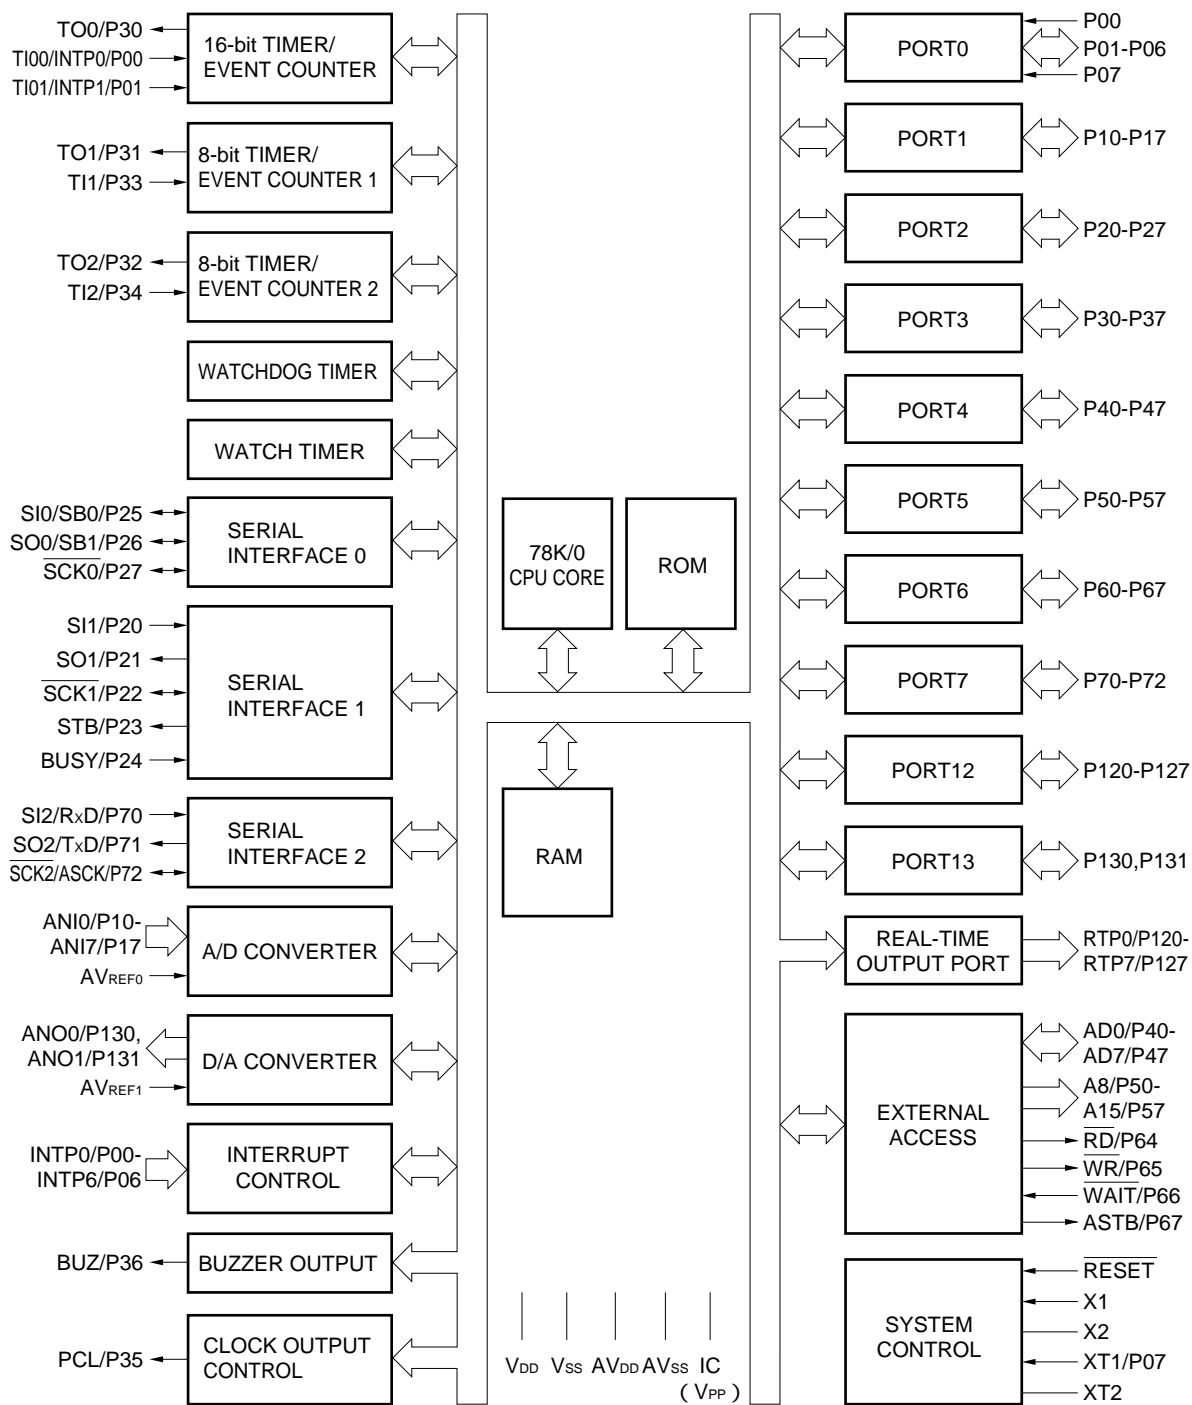 TO0/P30
TI00/INTP0/P00
TI01/INTP1/P01
16-bit TIMER/
EVENT COUNTER
TO1/P31
TI1/P33
8-bit TIMER/
EVENT COUNTER 1
TO2/P32
TI2/P34
8-bit TIMER/
EVENT COUNTER 2
WATCHDOG TIMER
WATCH TIMER
SI0/SB0/P25
SO0/SB1/P26
SCK0/P27
SERIAL
INTERFACE 0
SI1/P20
SO1/P21
SCK1/P22
STB/P23
BUSY/P24
SERIAL
INTERFACE 1
SI2/RxD/P70
SO2/TxD/P71
SCK2/ASCK/P72
SERIAL
INTERFACE 2
ANI0/P10-
ANI7/P17
AVREF0
A/D CONVERTER
ANO0/P130,
ANO1/P131
AVREF1
D/A CONVERTER
INTP0/P00-
INTP6/P06
INTERRUPT
CONTROL
BUZ/P36
BUZZER OUTPUT
PCL/P35
CLOCK OUTPUT
CONTROL
78K/0
CPU CORE
ROM
RAM
VDD VSS AVDD AVSS IC
(VPP)
PORT0
P00
P01-P06
P07
PORT1
P10-P17
PORT2
P20-P27
PORT3
P30-P37
PORT4
P40-P47
PORT5
P50-P57
PORT6
P60-P67
PORT7
P70-P72
PORT12
P120-P127
PORT13
P130,P131
REAL-TIME
OUTPUT PORT
RTP0/P120-
RTP7/P127
EXTERNAL
ACCESS
AD0/P40-
AD7/P47
A8/P50-
A15/P57
RD/P64
WR/P65
WAIT/P66
ASTB/P67
SYSTEM
CONTROL
RESET
X1
X2
XT1/P07
XT2